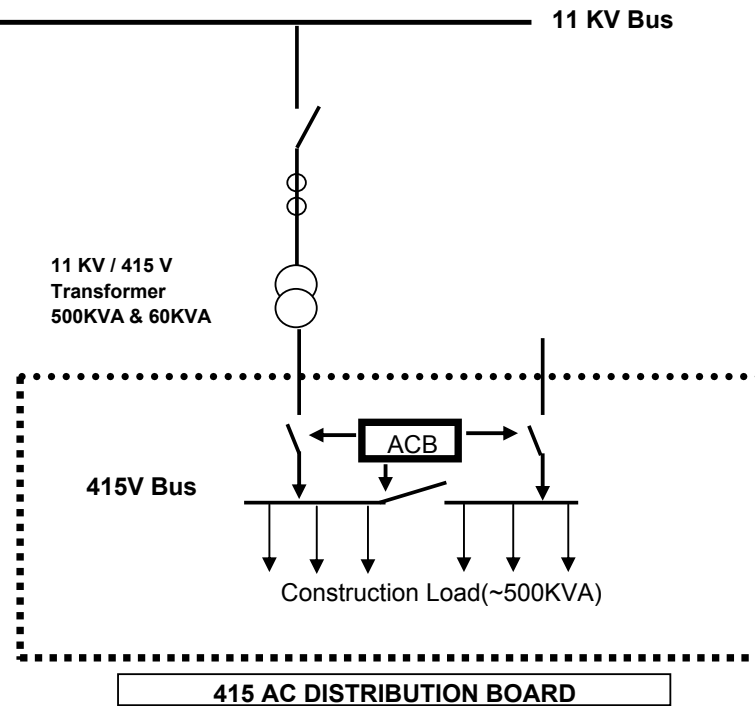 11 KV Bus
11 KV / 415 V
Transformer
500KVA & 60KVA
ACB
415V Bus
Construction Load(~500KVA)
415 AC DISTRIBUTION BOARD